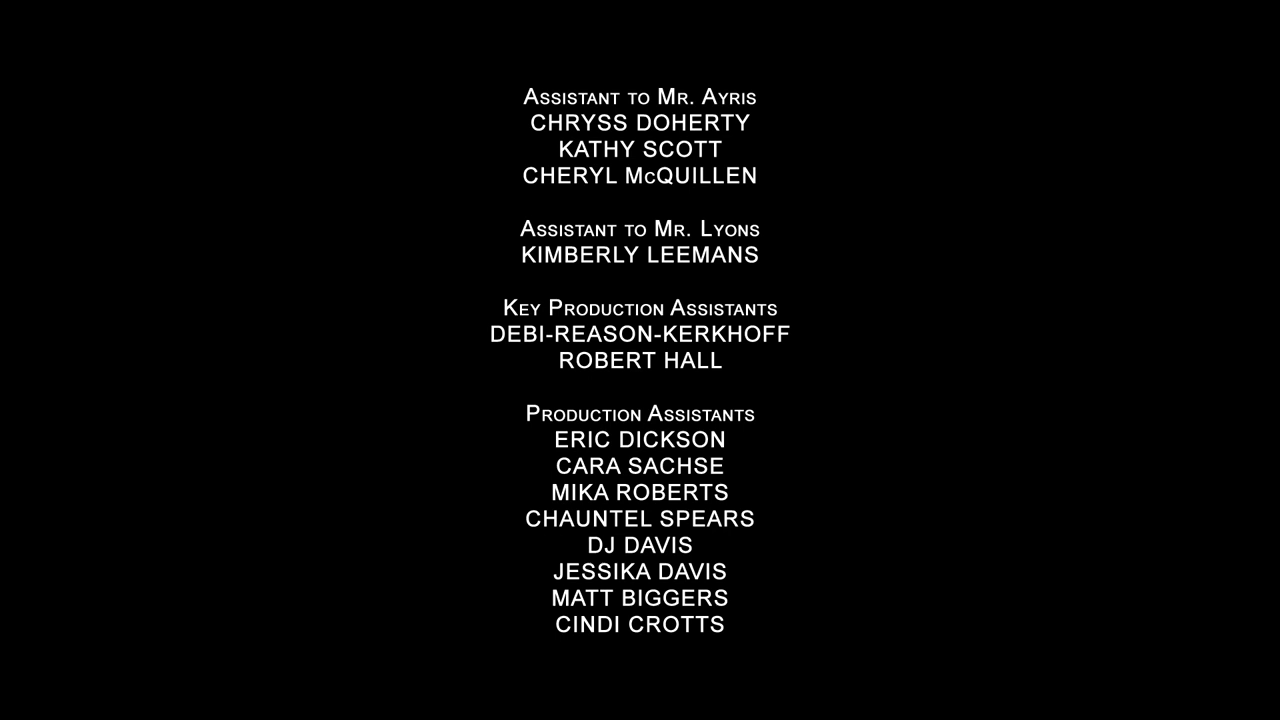 Assistant to Mr. Ayris
CHRYSS DOHERTY
KATHY SCOTT
CHERYL McQUILLEN
Assistant to Mr. Lyons
KIMBERLY LEEMANS
Key Production Assistants
DEBI-REASON-KERKHOFF
ROBERT HALL
Production Assistants
ERIC DICKSON
CARA SACHSE
MIKA ROBERTS
CHAUNTEL SPEARS
DJ DAVIS
JESSIKA DAVIS
MATT BIGGERS
CINDI CROTTS